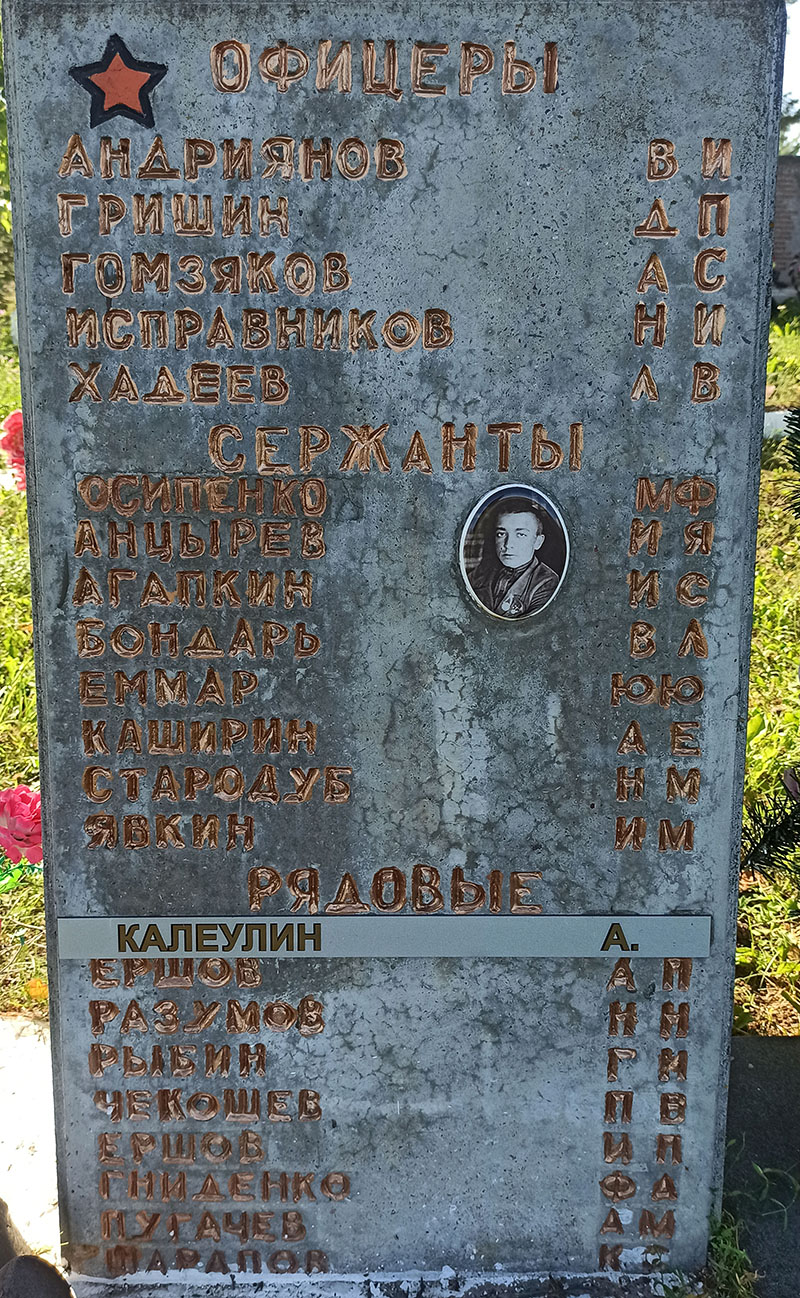 ОФИЦЕРЫ
АНДРИЯНОВ В И
ГРИШИН Д П
ГОМЗЯКОВ А С
ИСПРАВНИКОВ Н И
ХАДЕЕВ Л В
СЕРЖАНТЫ
ОСИПЕНКО М Ф
АНЦЫРЕВ И Я
АГАПКИН И С
БОНДАРЬ В Л
ЕММАР Ю Ю
КАШИРИН А Е
СТАРОДУБ Н М
ЯВКИН И М
РЯДОВЫЕ
КАЛЕУЛИН А.
ЕРШОВ А П
РАЗУМОВ Н Н
РЫБИН Г И
ЧЕКОШЕВ П В
ЕРШОВ И П
ГНИДЕНКО Ф Д
ПУГАЧЕВ А М
ШАРАПОВ К С